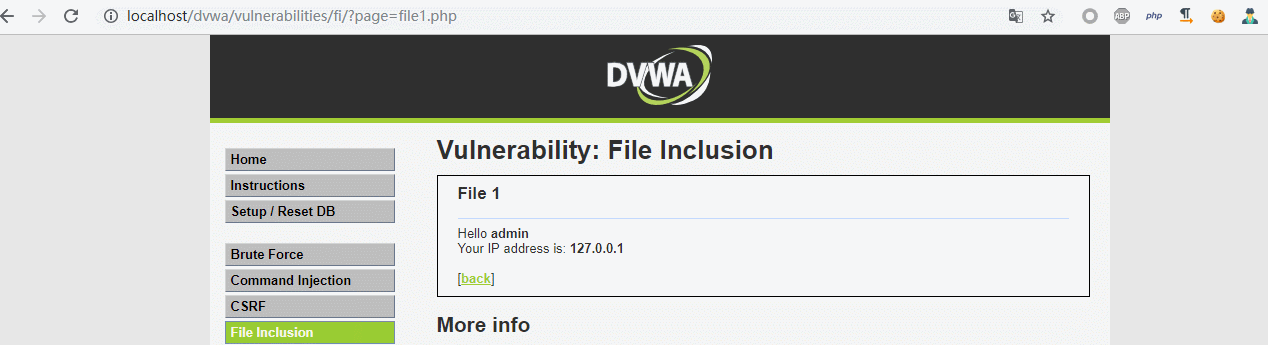 localhost/dvwa/vulnerabilities/fi/?page=file1.php
ABP
php
DVWA
Home
Instructions
Setup / Reset DB
Brute Force
Command Injection
CSRF
File Inclusion
Vulnerability: File Inclusion
File 1
Hello admin
Your IP address is: 127.0.0.1
[back]
More info